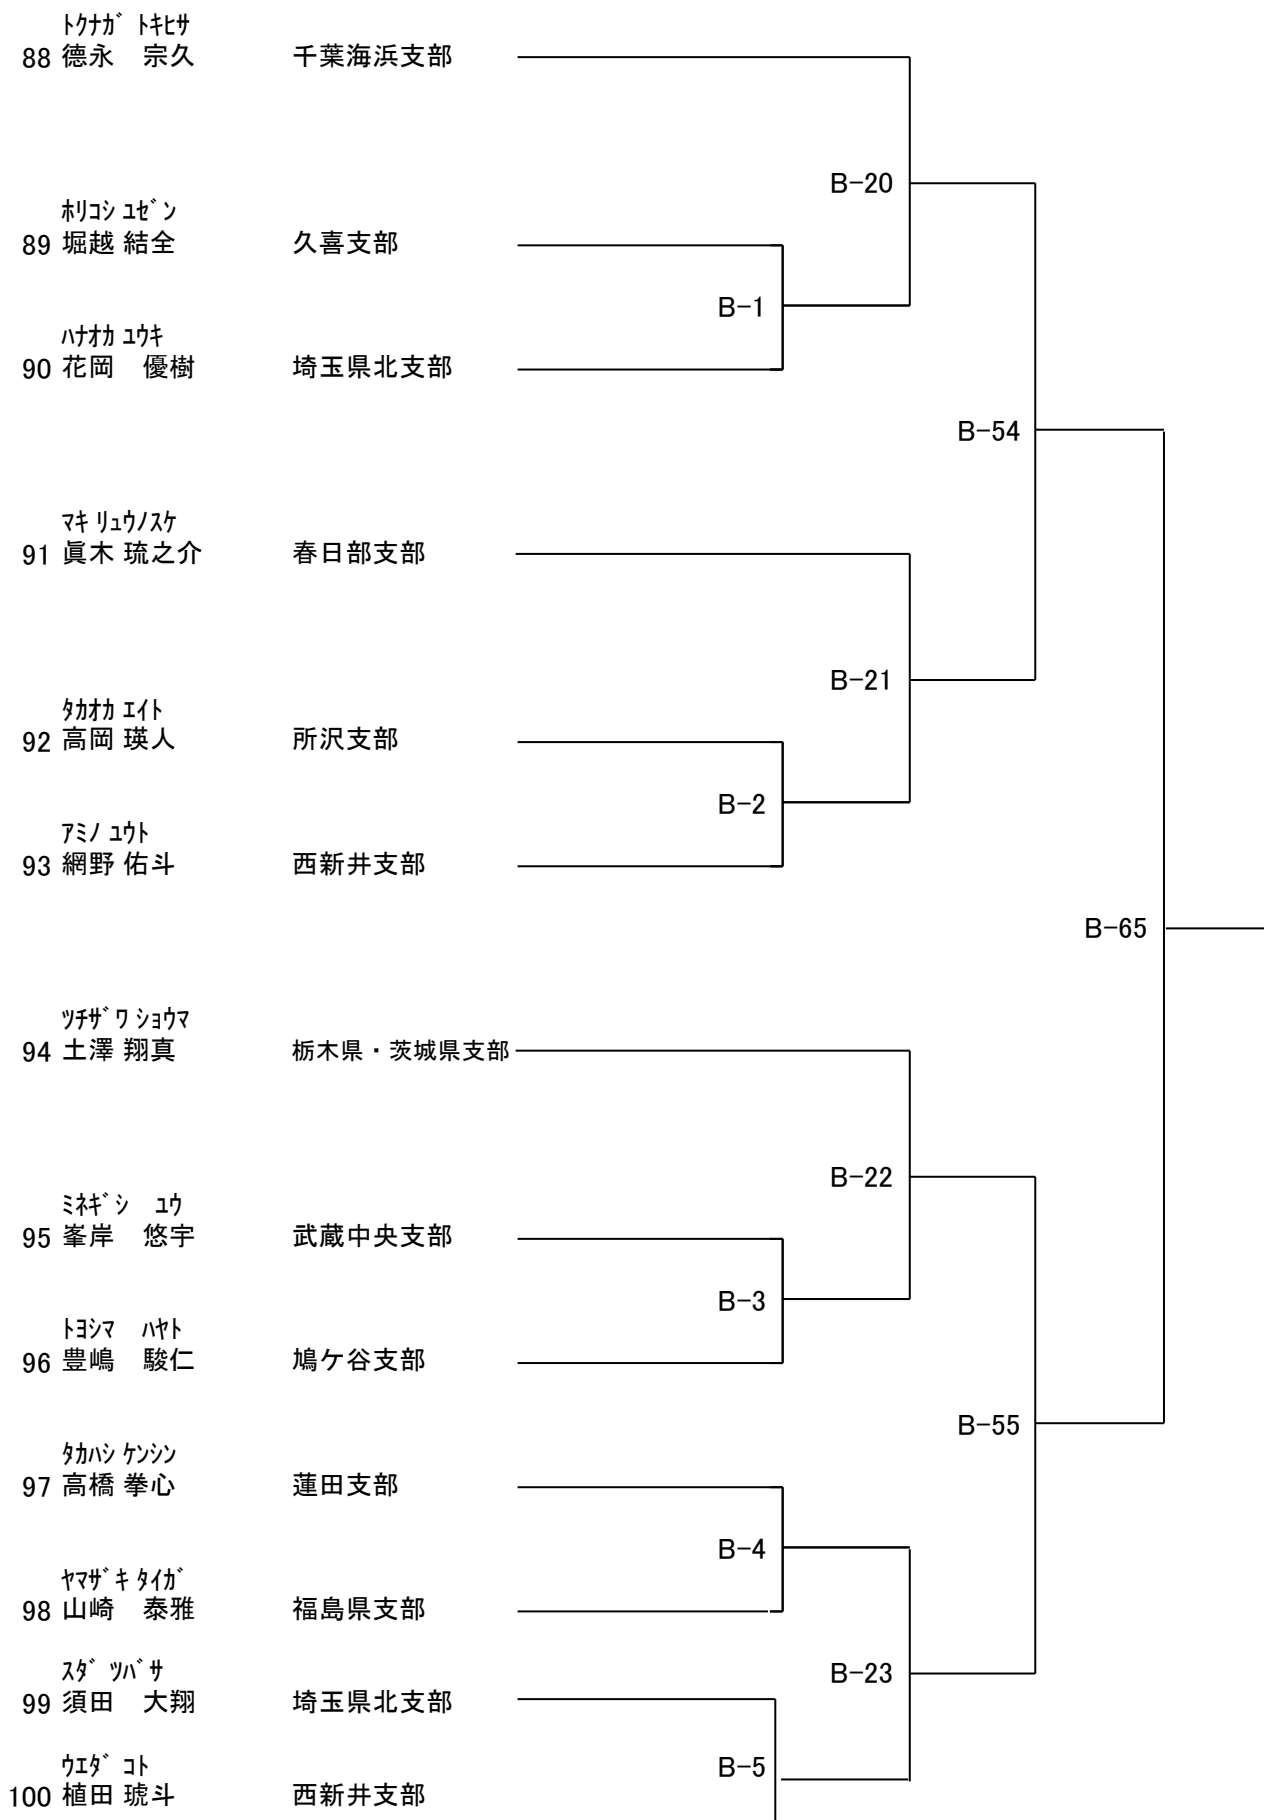 ﾄｸﾅｶﾞ ﾄｷﾋｻ
88 德永　宗久 千葉海浜支部
B-20
ﾎﾘｺｼ ﾕｾﾞﾝ
89 堀越 結全 久喜支部
B-1
ﾊﾅｵｶ ﾕｳｷ
90 花岡　優樹 埼玉県北支部
B-54
ﾏｷ ﾘｭｳﾉｽｹ
91 眞木 琉之介 春日部支部
B-21
ﾀｶｵｶ ｴｲﾄ
92 高岡 瑛人 所沢支部
B-2
ｱﾐﾉ ﾕｳﾄ
93 網野 佑斗 西新井支部
B-65
ﾂﾁｻﾞﾜ ｼｮｳﾏ
94 土澤 翔真 栃木県・茨城県支部
B-22
ﾐﾈｷﾞｼ　ﾕｳ
95 峯岸　悠宇 武蔵中央支部
B-3
ﾄﾖｼﾏ　ﾊﾔﾄ
96 豊嶋　駿仁 鳩ケ谷支部
B-55
ﾀｶﾊｼ ｹﾝｼﾝ
97 高橋 拳心 蓮田支部
B-4
ﾔﾏｻﾞｷ ﾀｲｶﾞ
98 山崎　泰雅 福島県支部
B-23
ｽﾀﾞ ﾂﾊﾞｻ
99 須田　大翔 埼玉県北支部
B-5
ｳｴﾀﾞ ｺﾄ
100 植田 琥斗 西新井支部